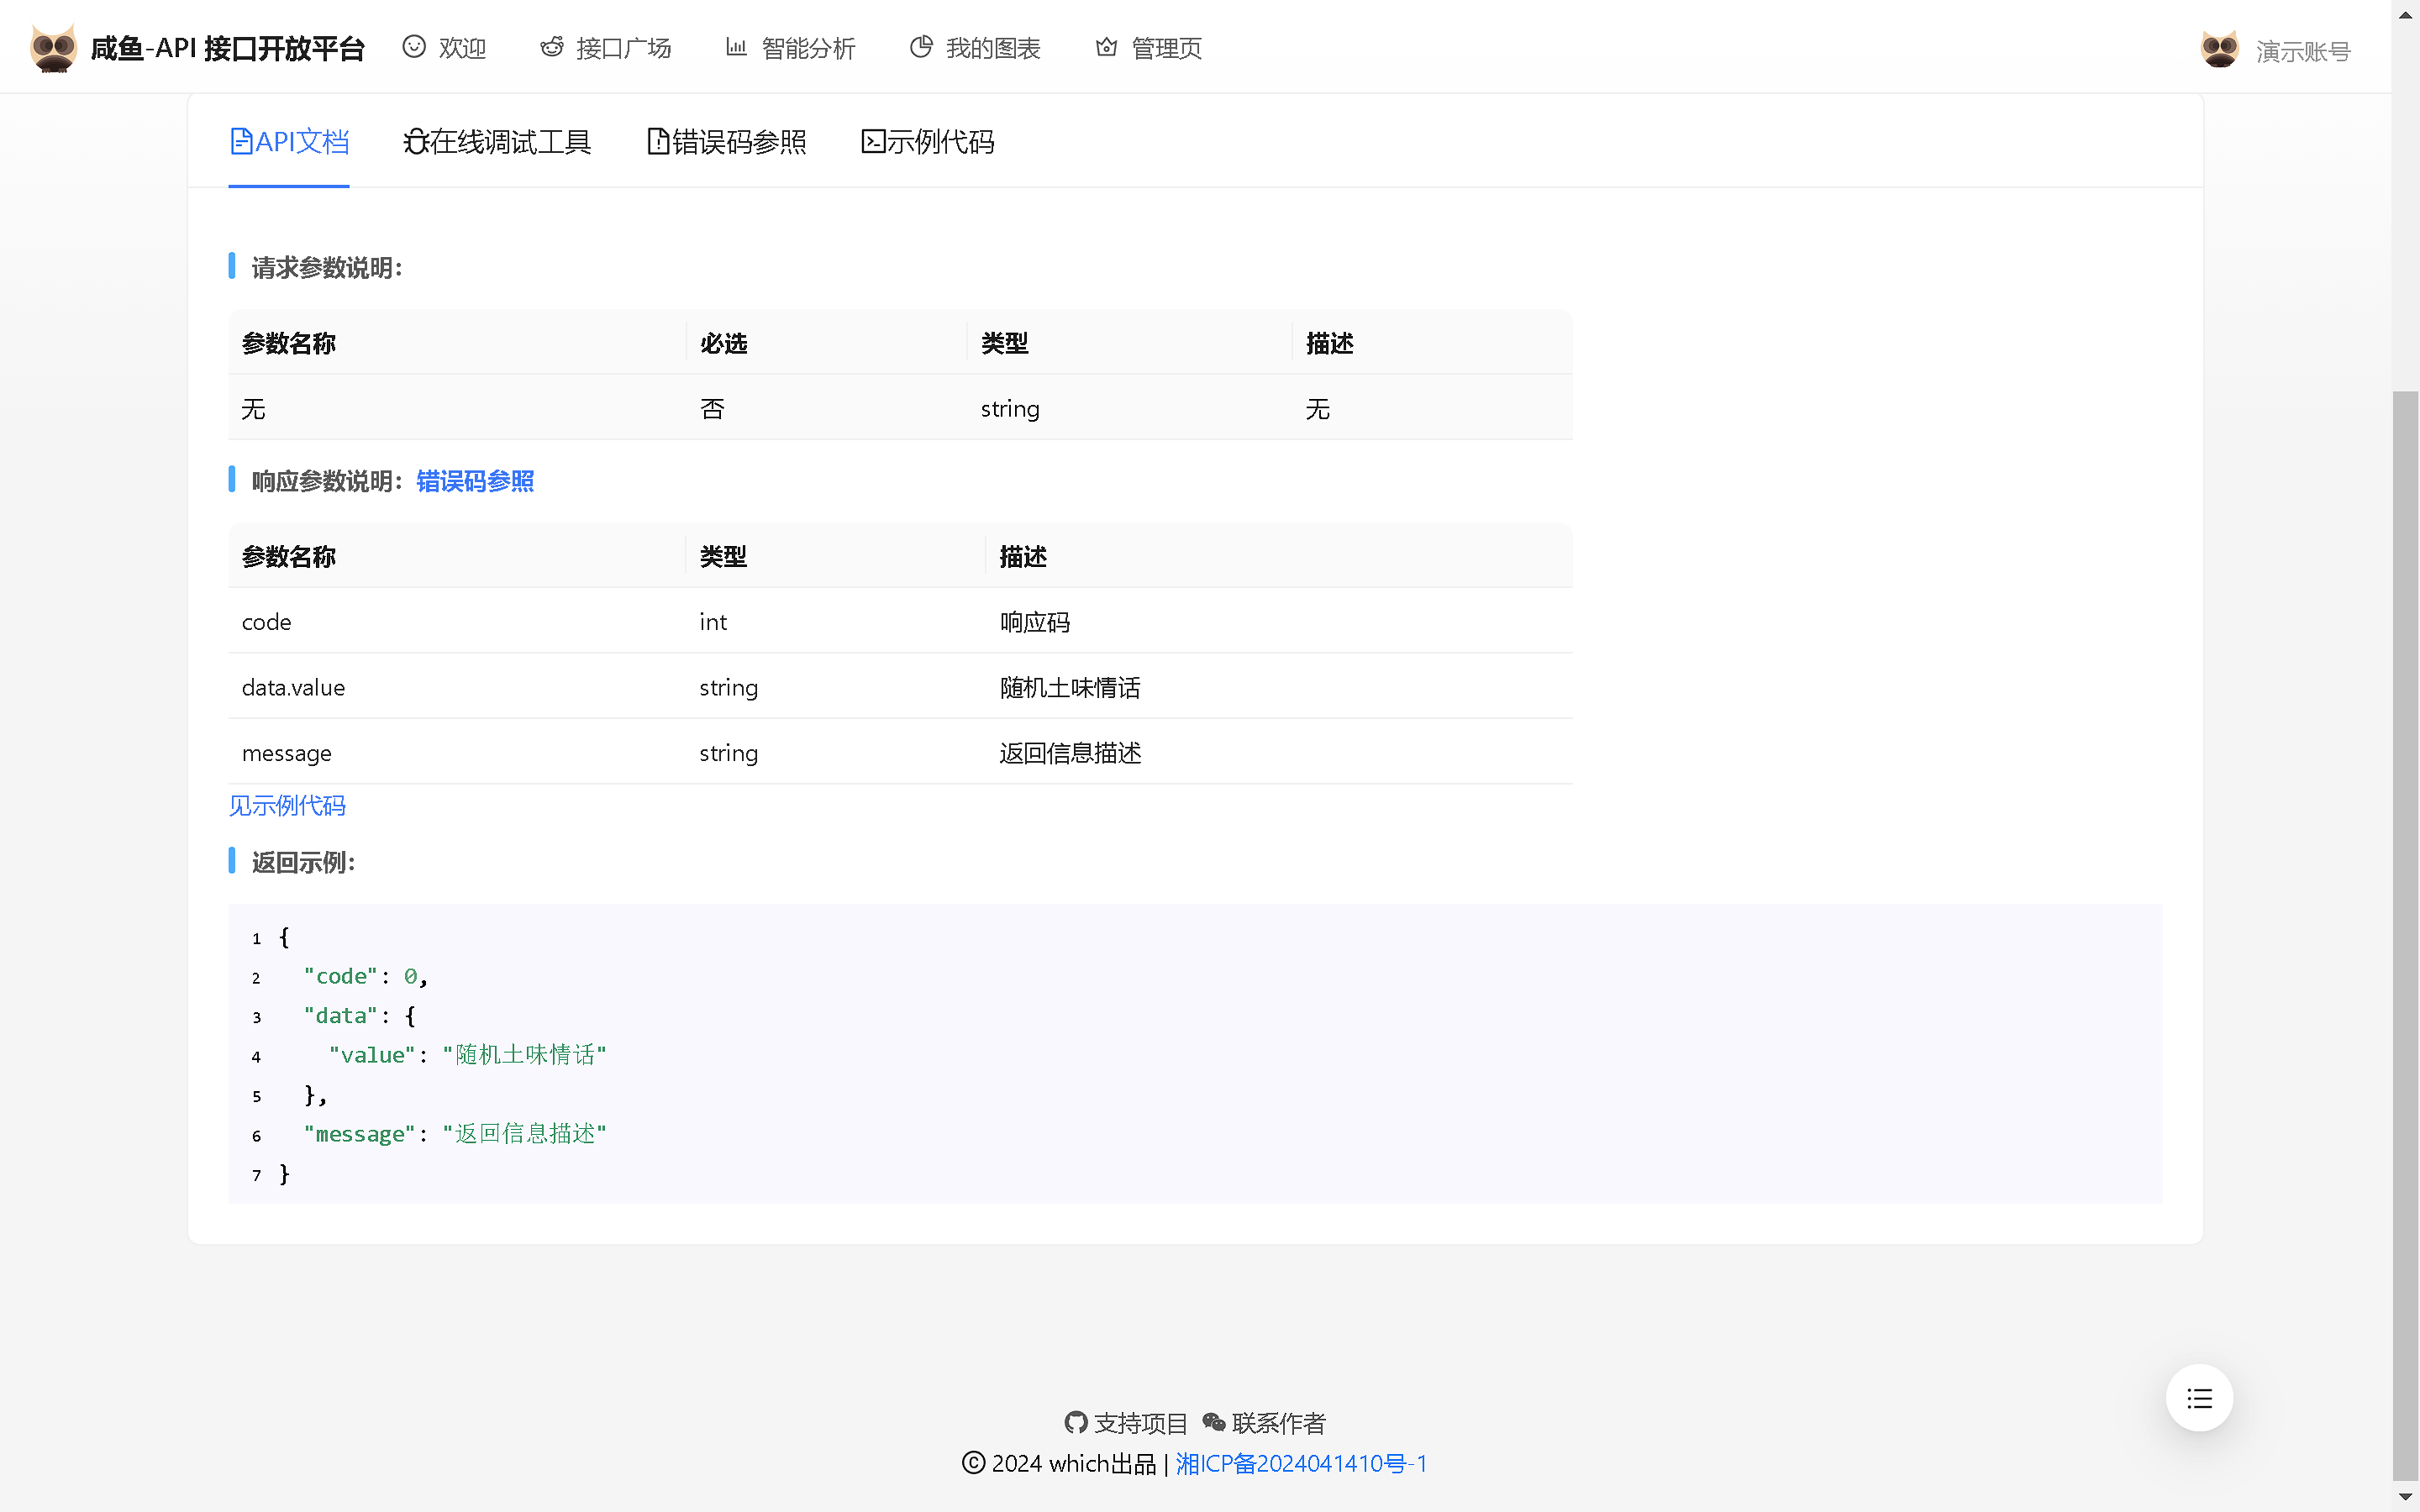 咸鱼-API 接口开放平台 欢迎 接口广场 智能分析 我的图表 管理页 演示账号
API文档 在线调试工具 错误码参照 示例代码
请求参数说明：
参数名称 必选 类型 描述
无 否 string 无
响应参数说明：错误码参照
参数名称 类型 描述
code int 响应码
data.value string 随机土味情话
message string 返回信息描述
见示例代码
返回示例：
1 {
2 "code": 0,
3 "data": {
4 "value": "随机土味情话"
5 },
6 "message": "返回信息描述"
7 }
支持项目 联系作者
© 2024 which出品 | 湘ICP备2024041410号-1